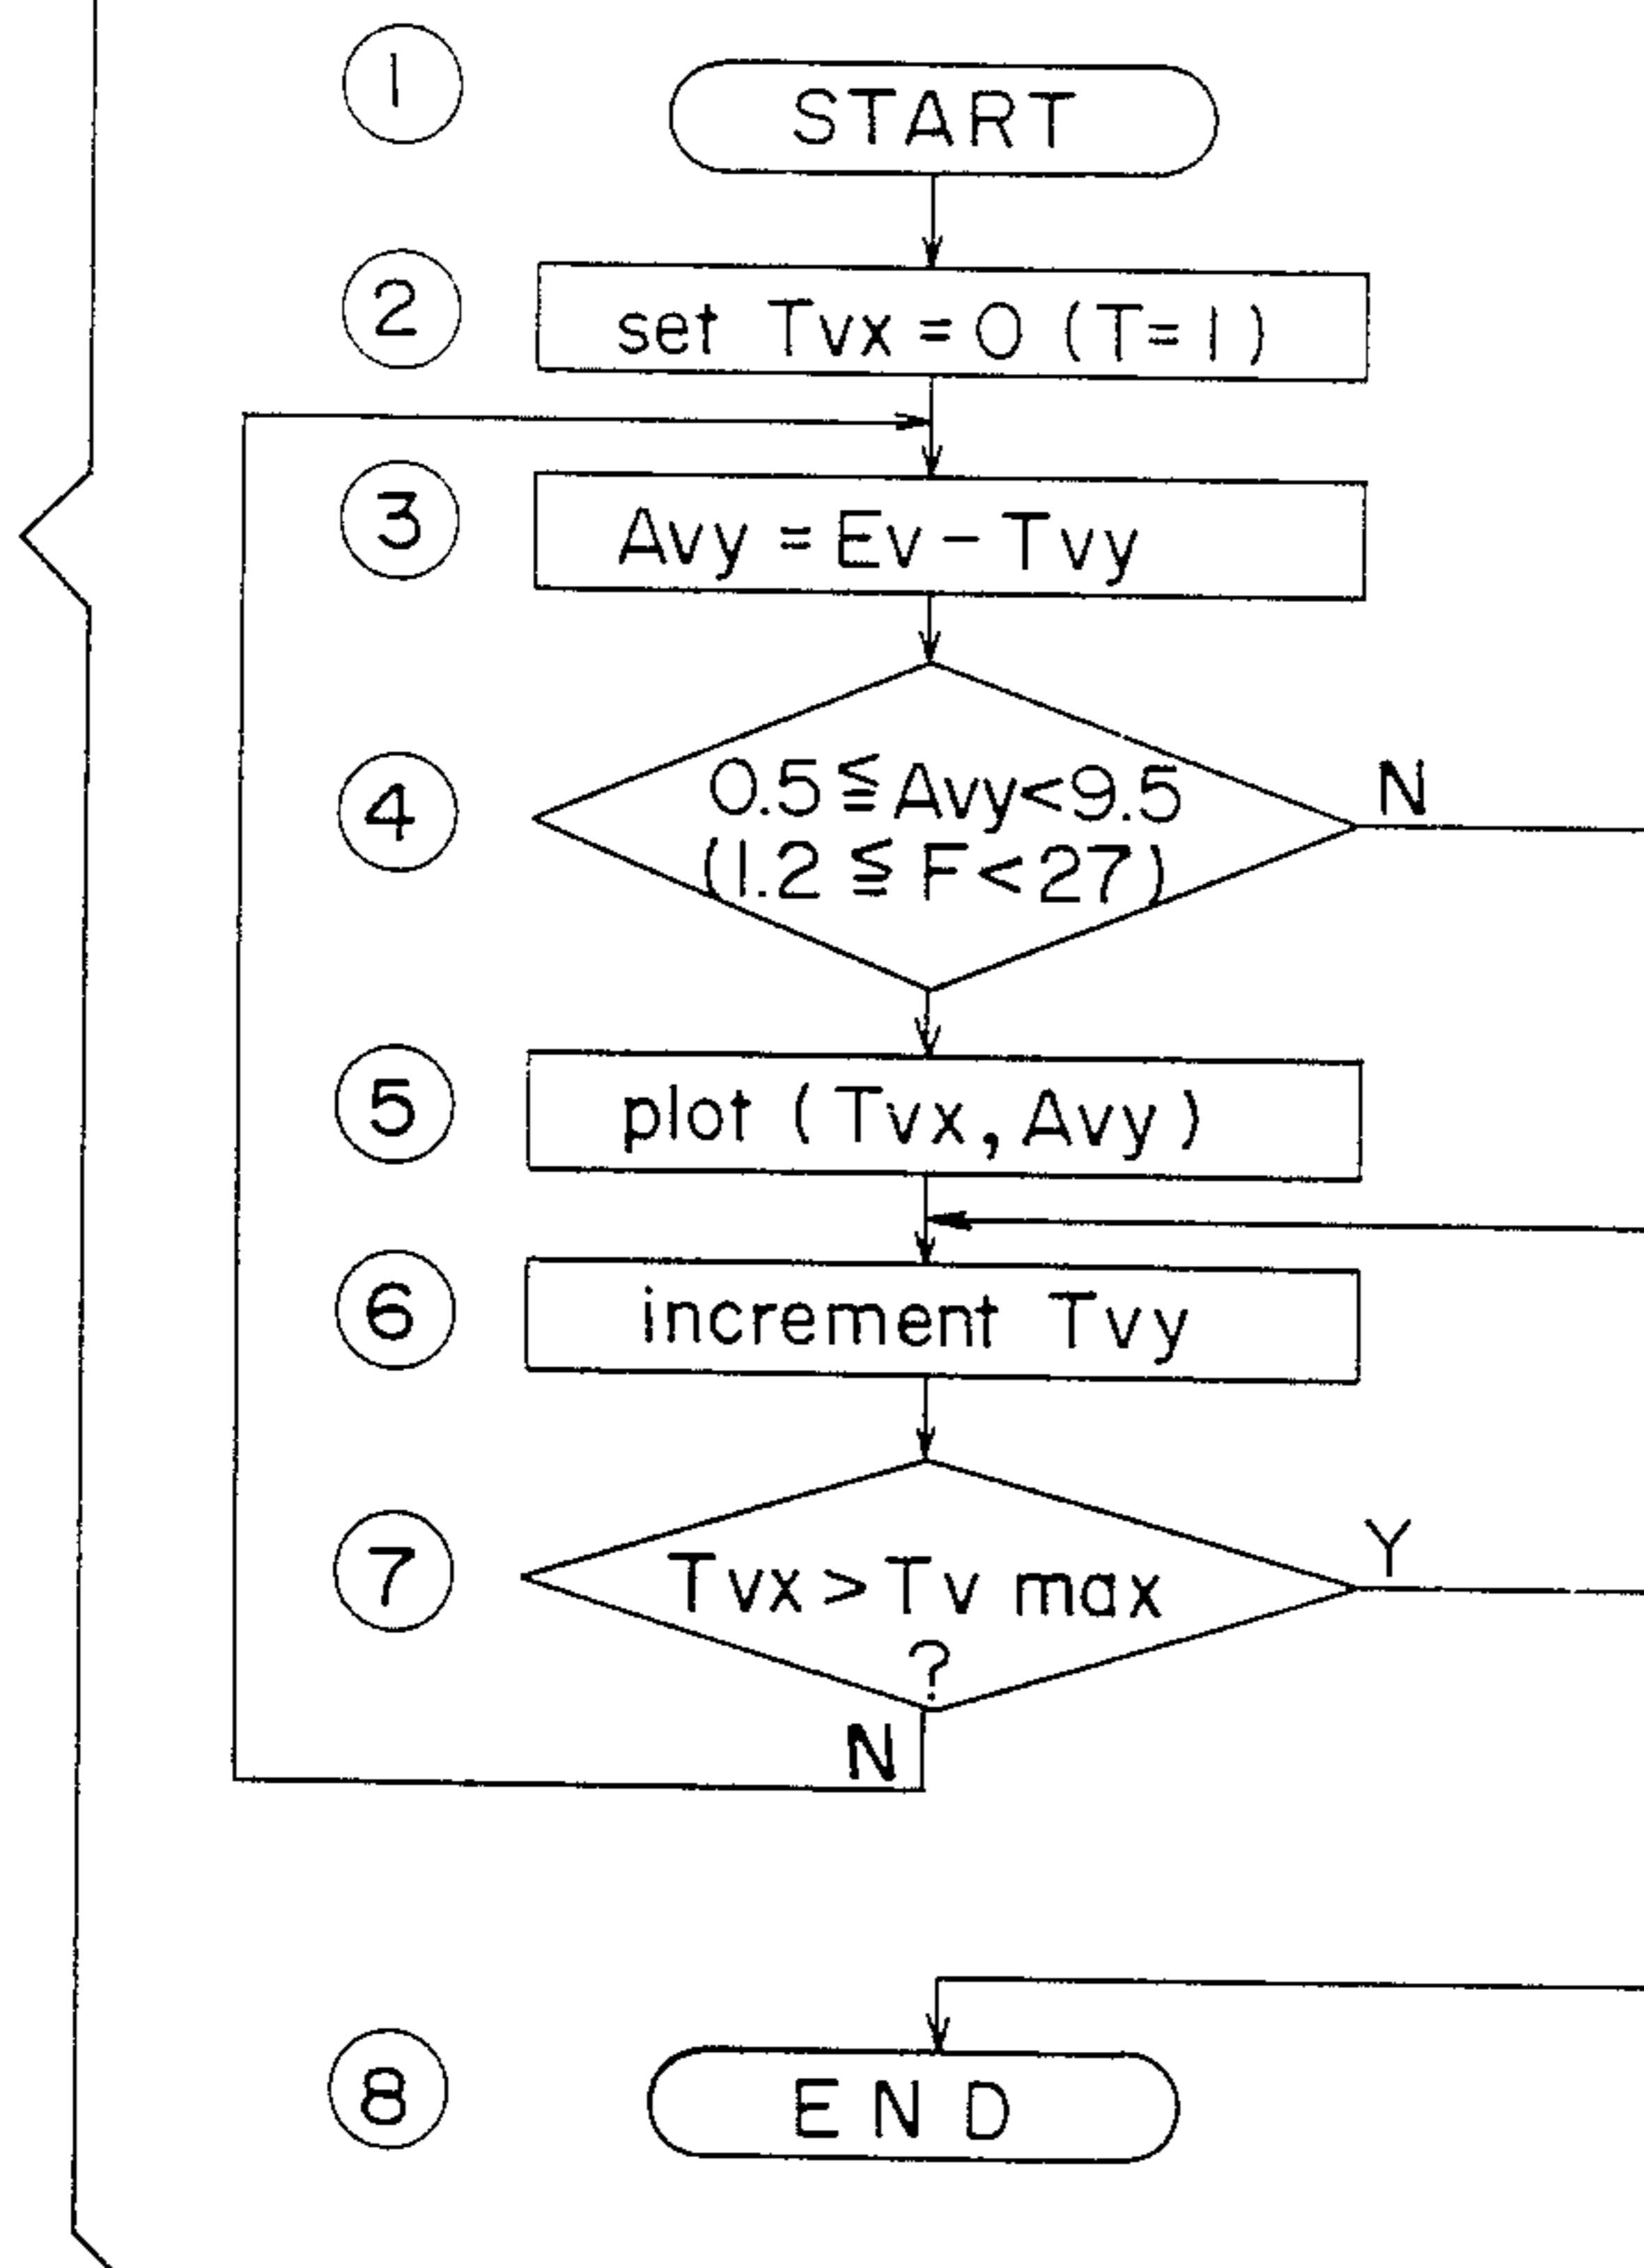 ① START
② set Tvx = 0 (T=1)
③ Avy = Ev - Tvy
④ 0.5 ≦ Avy < 9.5 N
(1.2 ≦ F < 27)
⑤ plot (Tvx, Avy)
⑥ increment Tvy
⑦ Tvx > Tv max Y
?
N
⑧ END